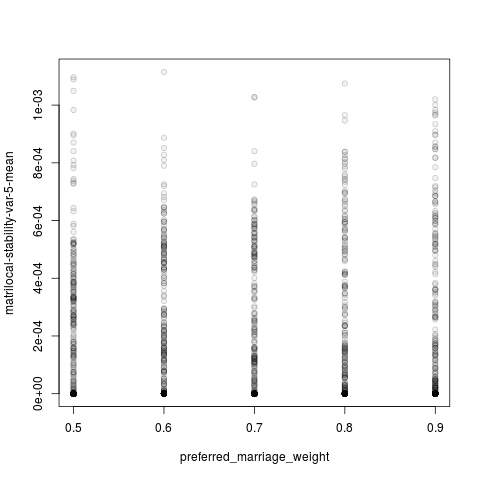 matrilocal-stability-var-5-mean
1e-03
8e-04
6e-04
4e-04
2e-04
0e+00
0.5 0.6 0.7 0.8 0.9
preferred_marriage_weight